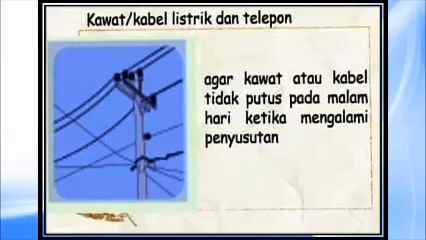 Kawat/kabel listrik dan telepon
agar kawat atau kabel
tidak putus pada malam
hari ketika mengalami
penyusutan